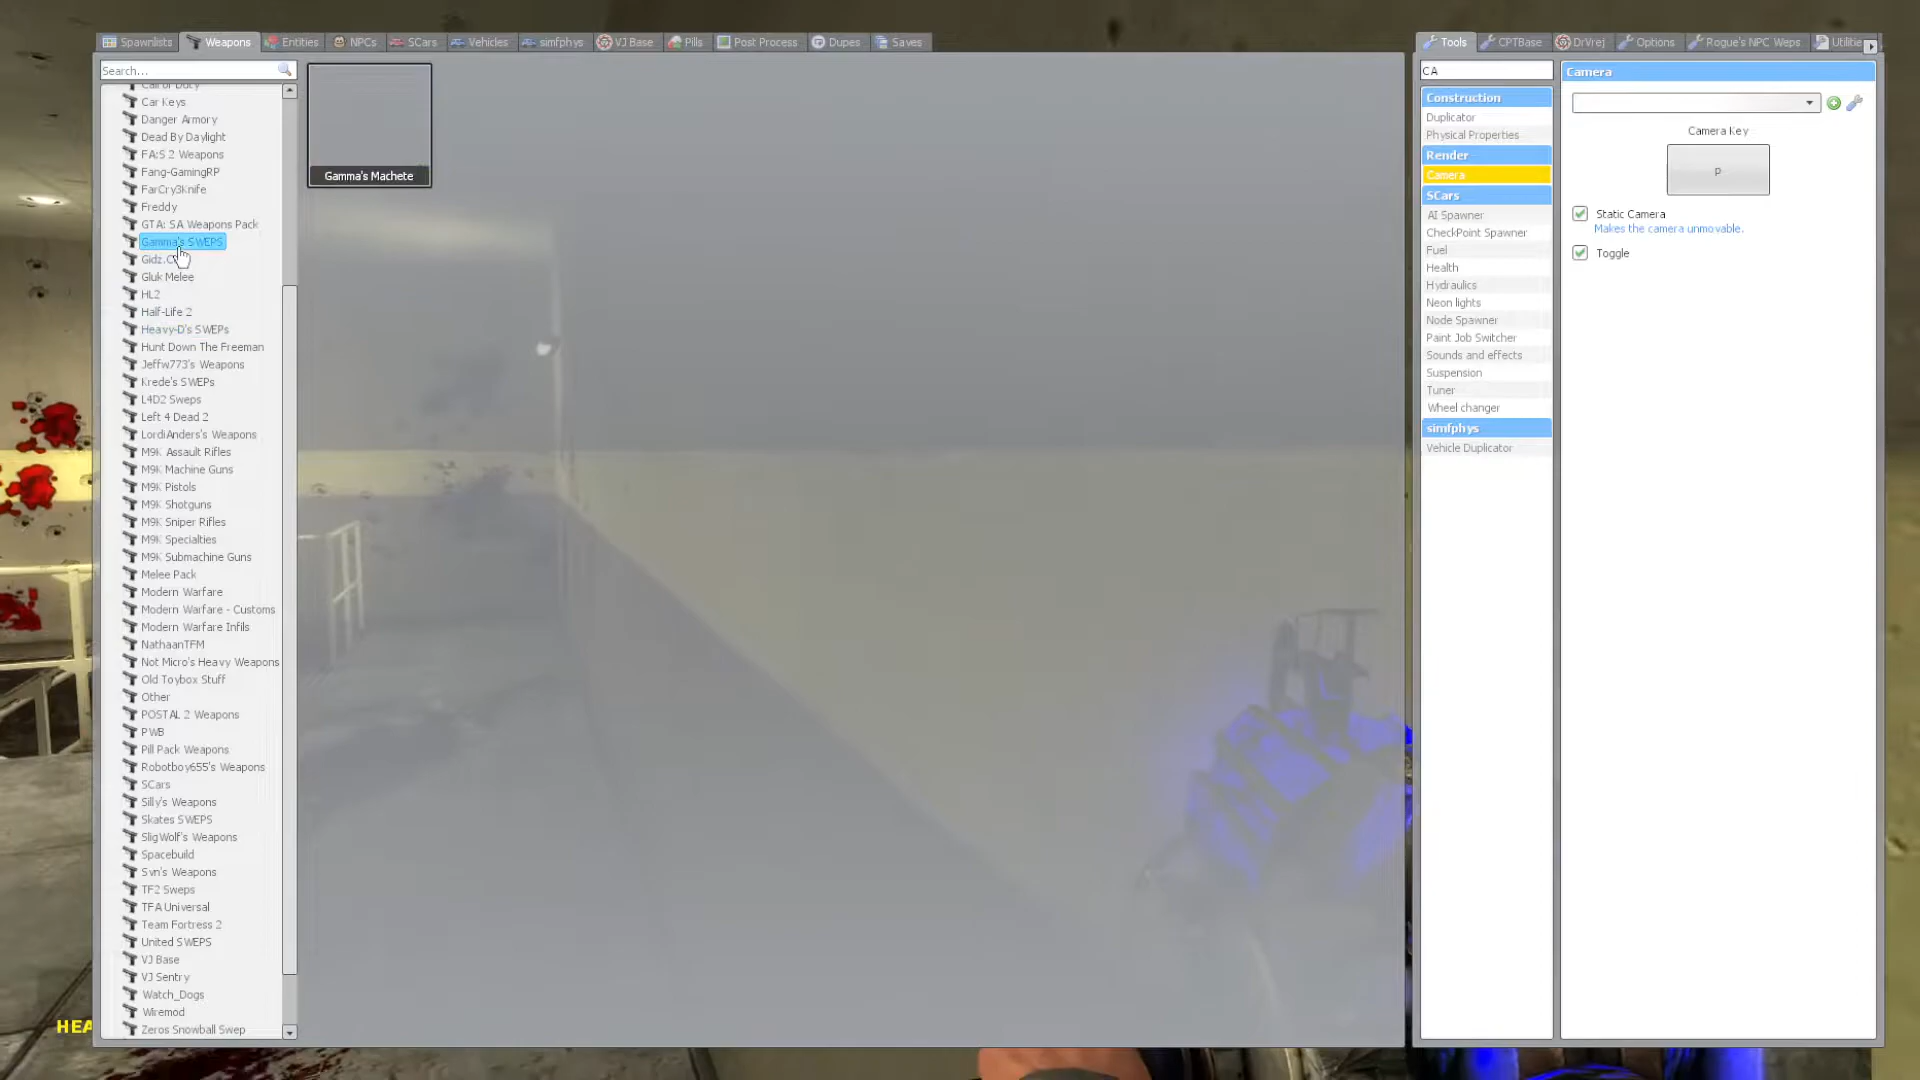 Spawnlists Weapons Entities NPCs SCars Vehicles simfphys VJ Base Pills Post Process Dupes Saves
Search...
Call of Duty
Car Keys
Danger Armory
Dead By Daylight
FA:S 2 Weapons
Fang-GamingRP
FarCry3Knife
Freddy
GTA: SA Weapons Pack
Gamma's SWEPS
Gluk Melee
HL2
Half-Life 2
Heavy-D's SWEPs
Hunt Down The Freeman
Jeffw773's Weapons
Krede's SWEPs
L4D2 Sweps
Left 4 Dead 2
LordiAnders's Weapons
M9K Assault Rifles
M9K Machine Guns
M9K Pistols
M9K Shotguns
M9K Sniper Rifles
M9K Specialties
M9K Submachine Guns
Melee Pack
Modern Warfare
Modern Warfare - Customs
Modern Warfare Infils
NathaanTFM
Not Micro's Heavy Weapons
Old Toybox Stuff
Other
POSTAL 2 Weapons
PWB
Pill Pack Weapons
Robotboy655's Weapons
SCars
Silly's Weapons
Skates SWEPS
SligWolf's Weapons
Spacebuild
Svn's Weapons
TF2 Sweps
TFA Universal
Team Fortress 2
United SWEPS
VJ Base
VJ Sentry
Watch_Dogs
Wiremod
Zeros Snowball Swep
Gamma's Machete
HEA
Tools CPTBase DrVrej Options Rogue's NPC Weps Utilitie
CA
Construction
Duplicator
Physical Properties
Render
Camera
SCars
AI Spawner
CheckPoint Spawner
Fuel
Health
Hydraulics
Neon lights
Node Spawner
Paint Job Switcher
Sounds and effects
Suspension
Tuner
Wheel changer
simfphys
Vehicle Duplicator
Camera
Camera Key
P
Static Camera
Makes the camera unmovable.
Toggle